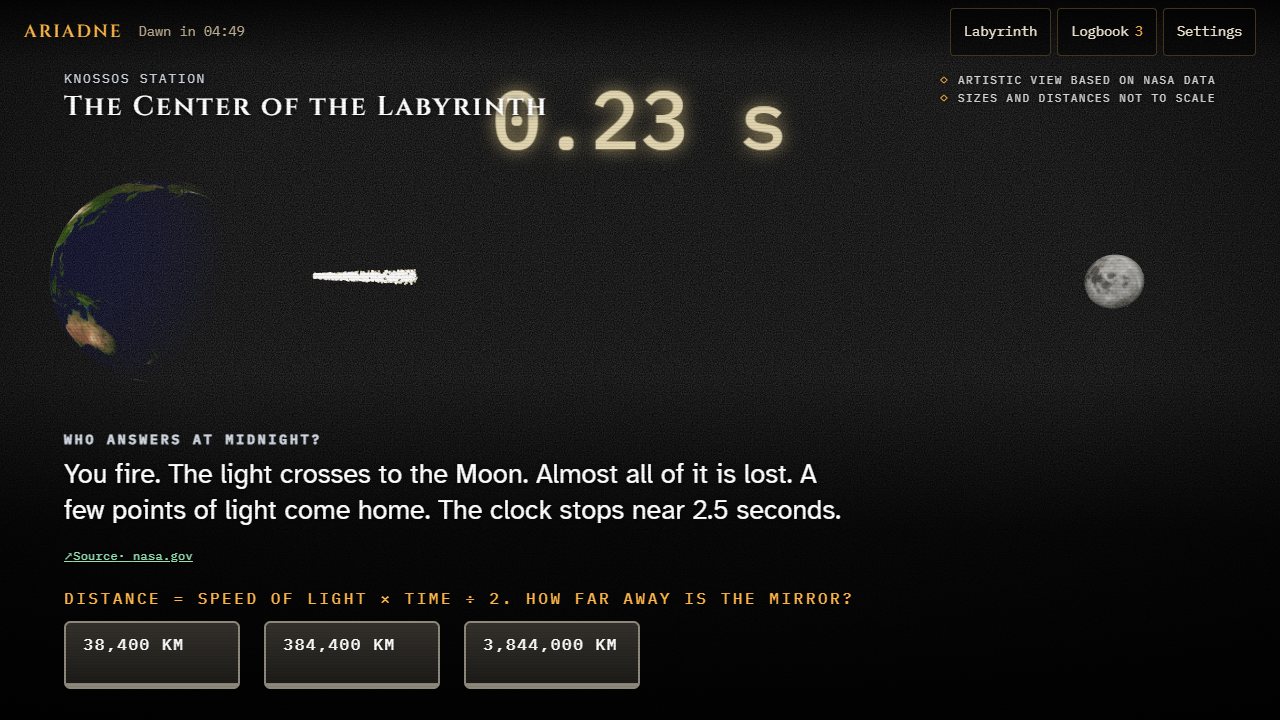 ARIADNE Dawn in 04:49 Labyrinth Logbook 3 Settings
KNOSSOS STATION
THE CENTER OF THE LABYRINTH
0.23 s
◇ ARTISTIC VIEW BASED ON NASA DATA
◇ SIZES AND DISTANCES NOT TO SCALE
WHO ANSWERS AT MIDNIGHT?
You fire. The light crosses to the Moon. Almost all of it is lost. A
few points of light come home. The clock stops near 2.5 seconds.
↗Source· nasa.gov
DISTANCE = SPEED OF LIGHT × TIME ÷ 2. HOW FAR AWAY IS THE MIRROR?
38,400 KM 384,400 KM 3,844,000 KM